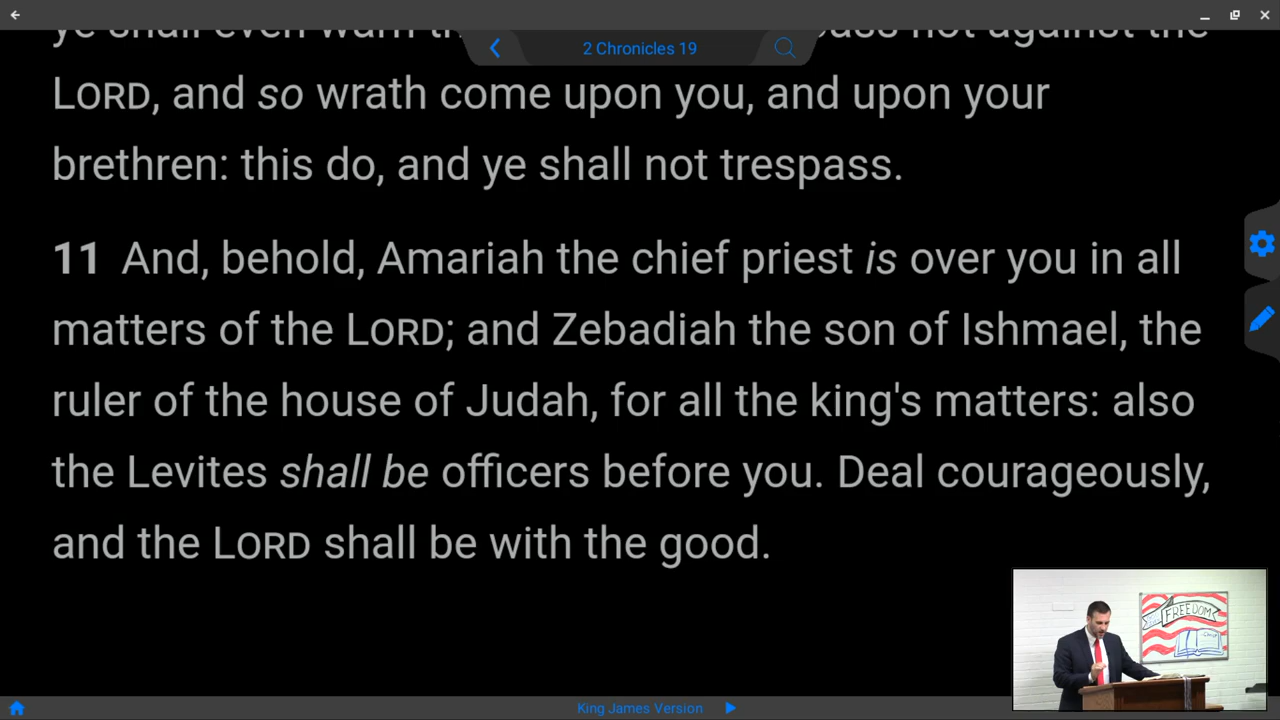 2 Chronicles 19
LORD, and so wrath come upon you, and upon your
brethren: this do, and ye shall not trespass.
11 And, behold, Amariah the chief priest is over you in all
matters of the LORD; and Zebadiah the son of Ishmael, the
ruler of the house of Judah, for all the king's matters: also
the Levites shall be officers before you. Deal courageously,
and the LORD shall be with the good.
FREEDOM
King James Version